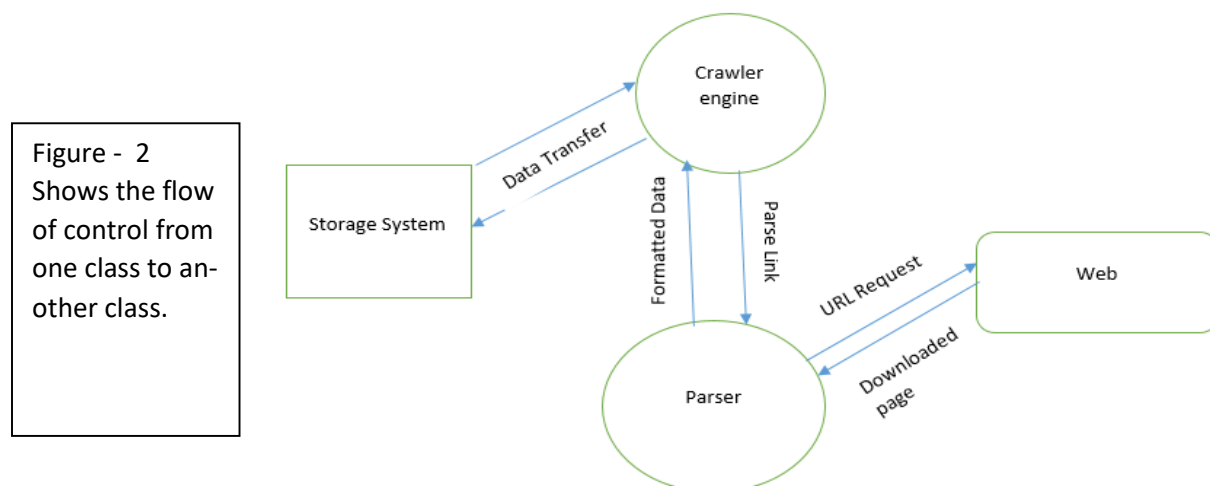 Figure - 2
Shows the flow
of control from
one class to an-
other class.
Crawler
engine
Data Transfer
Storage System
Formatted Data
Parse Link
URL Request
Web
Downloaded
page
Parser